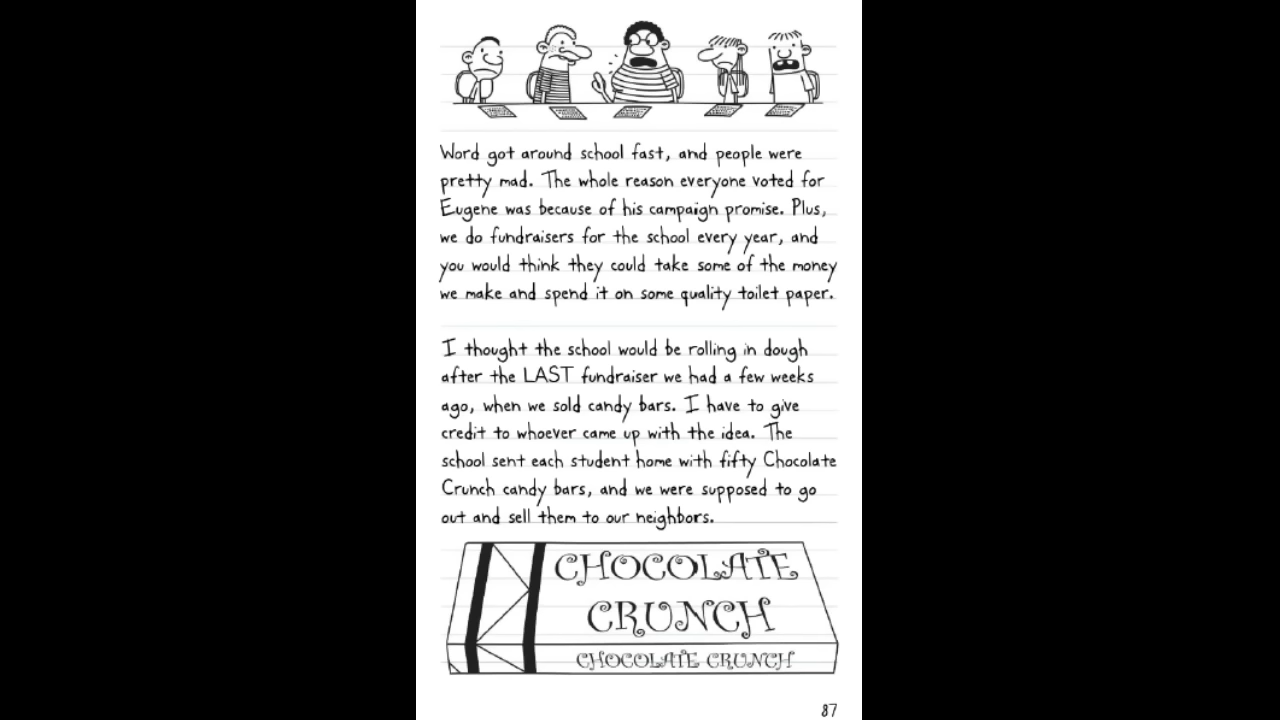 Word got around school fast, and people were
pretty mad. The whole reason everyone voted for
Eugene was because of his campaign promise. Plus,
we do fundraisers for the school every year, and
you would think they could take some of the money
we make and spend it on some quality toilet paper.
I thought the school would be rolling in dough
after the LAST fundraiser we had a few weeks
ago, when we sold candy bars. I have to give
credit to whoever came up with the idea. The
school sent each student home with fifty Chocolate
Crunch candy bars, and we were supposed to go
out and sell them to our neighbors.
CHOCOLATE
CRUNCH
CHOCOLATE CRUNCH
87